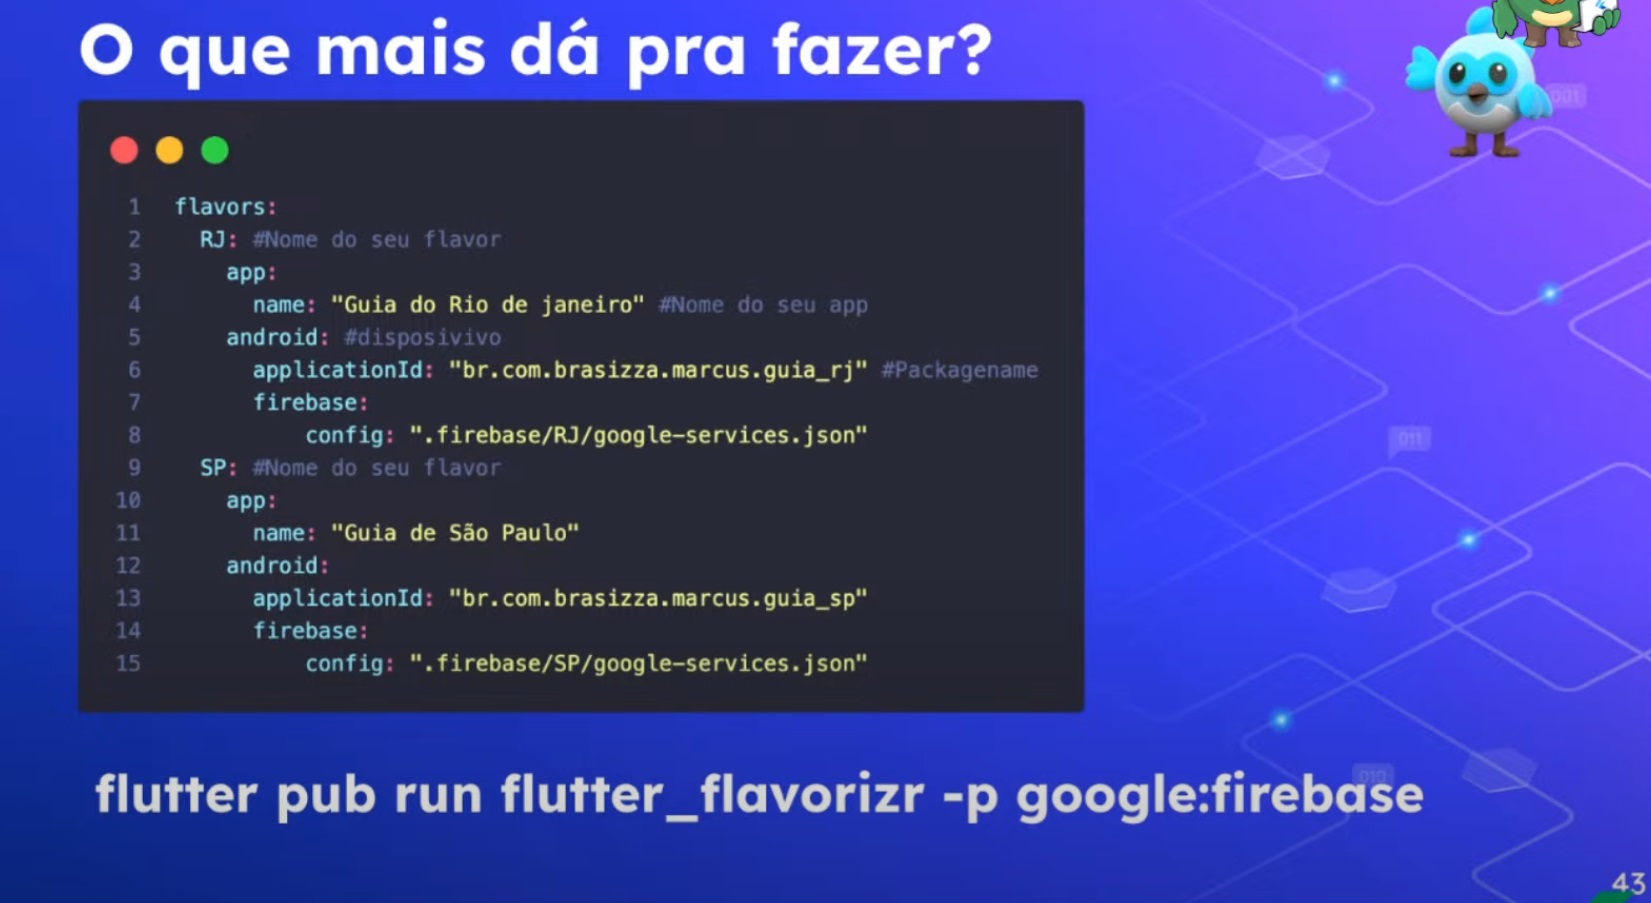 O que mais dá pra fazer?
001
1 flavors:
2 RJ: #Nome do seu flavor
3 app:
4 name: "Guia do Rio de janeiro" #Nome do seu app
5 android: #disposivivo
6 applicationId: "br.com.brasizza.marcus.guia_rj" #Packagename
7 firebase:
8 config: ".firebase/RJ/google-services.json"
9 SP: #Nome do seu flavor
10 app:
11 name: "Guia de São Paulo"
12 android:
13 applicationId: "br.com.brasizza.marcus.guia_sp"
14 firebase:
15 config: ".firebase/SP/google-services.json"
011
010
flutter pub run flutter_flavorizr -p google:firebase
43